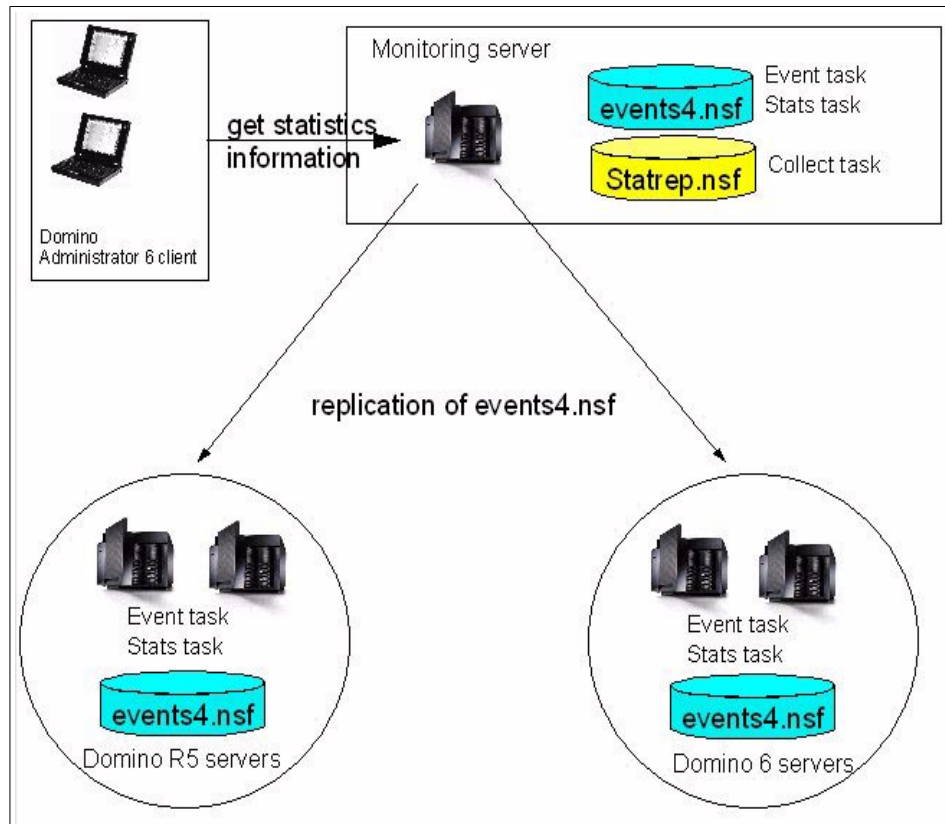 Monitoring server
events4.nsf
Event task
Stats task
Statrep.nsf
Collect task
get statistics
information
Domino
Administrator 6 client
replication of events4.nsf
Event task
Stats task
events4.nsf
Domino R5 servers
Event task
Stats task
events4.nsf
Domino 6 servers